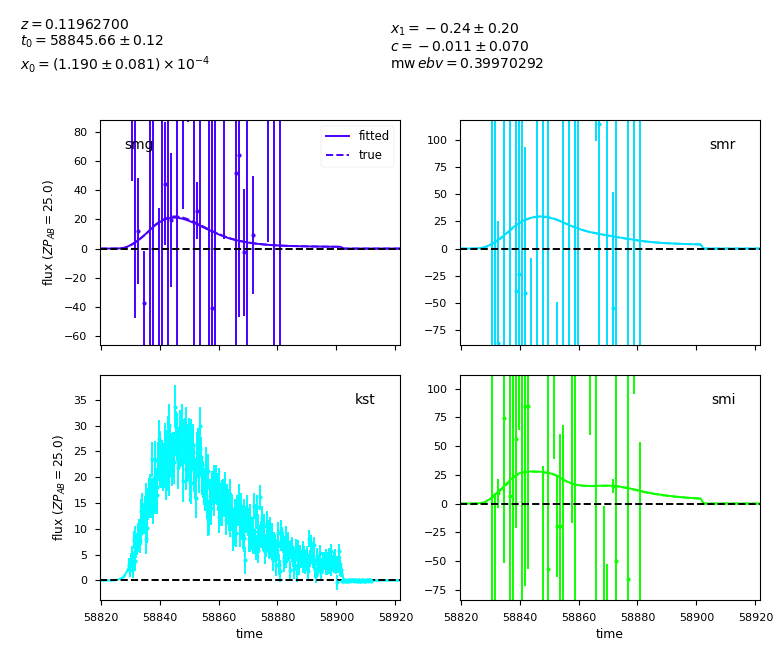 z = 0.11962700
t₀ = 58845.66 ± 0.12
x₀ = (1.190 ± 0.081) × 10⁻⁴
x₁ = −0.24 ± 0.20
c = −0.011 ± 0.070
mw ebv = 0.39970292
80
60
40
20
0
−20
−40
−60
flux (ZP_AB = 25.0)
smg
fitted
true
100
75
50
25
0
−25
−50
−75
smr
35
30
25
20
15
10
5
0
flux (ZP_AB = 25.0)
kst
58820 58840 58860 58880 58900 58920
time
100
75
50
25
0
−25
−50
−75
smi
58820 58840 58860 58880 58900 58920
time